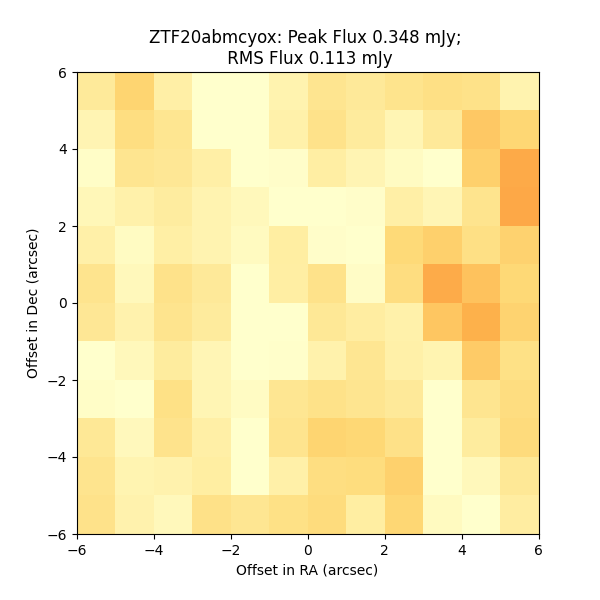 ZTF20abmcyox: Peak Flux 0.348 mJy;
RMS Flux 0.113 mJy
6
4
2
0
−2
−4
−6
Offset in Dec (arcsec)
−6 −4 −2 0 2 4 6
Offset in RA (arcsec)